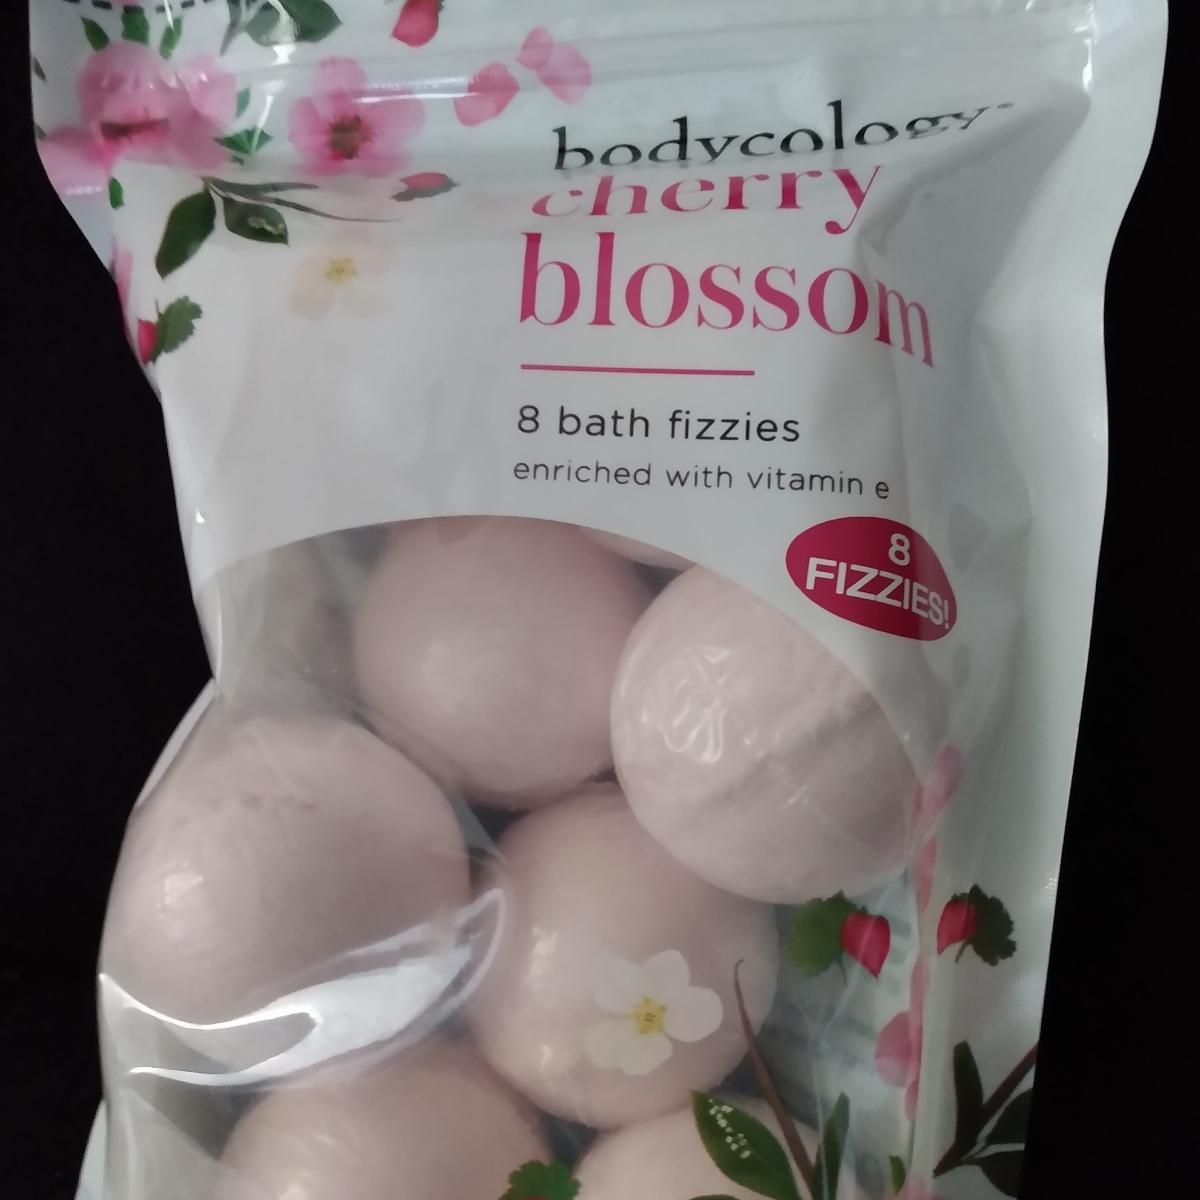 bodycology
cherry
blossom
8 bath fizzies
enriched with vitamin e
8
FIZZIES!